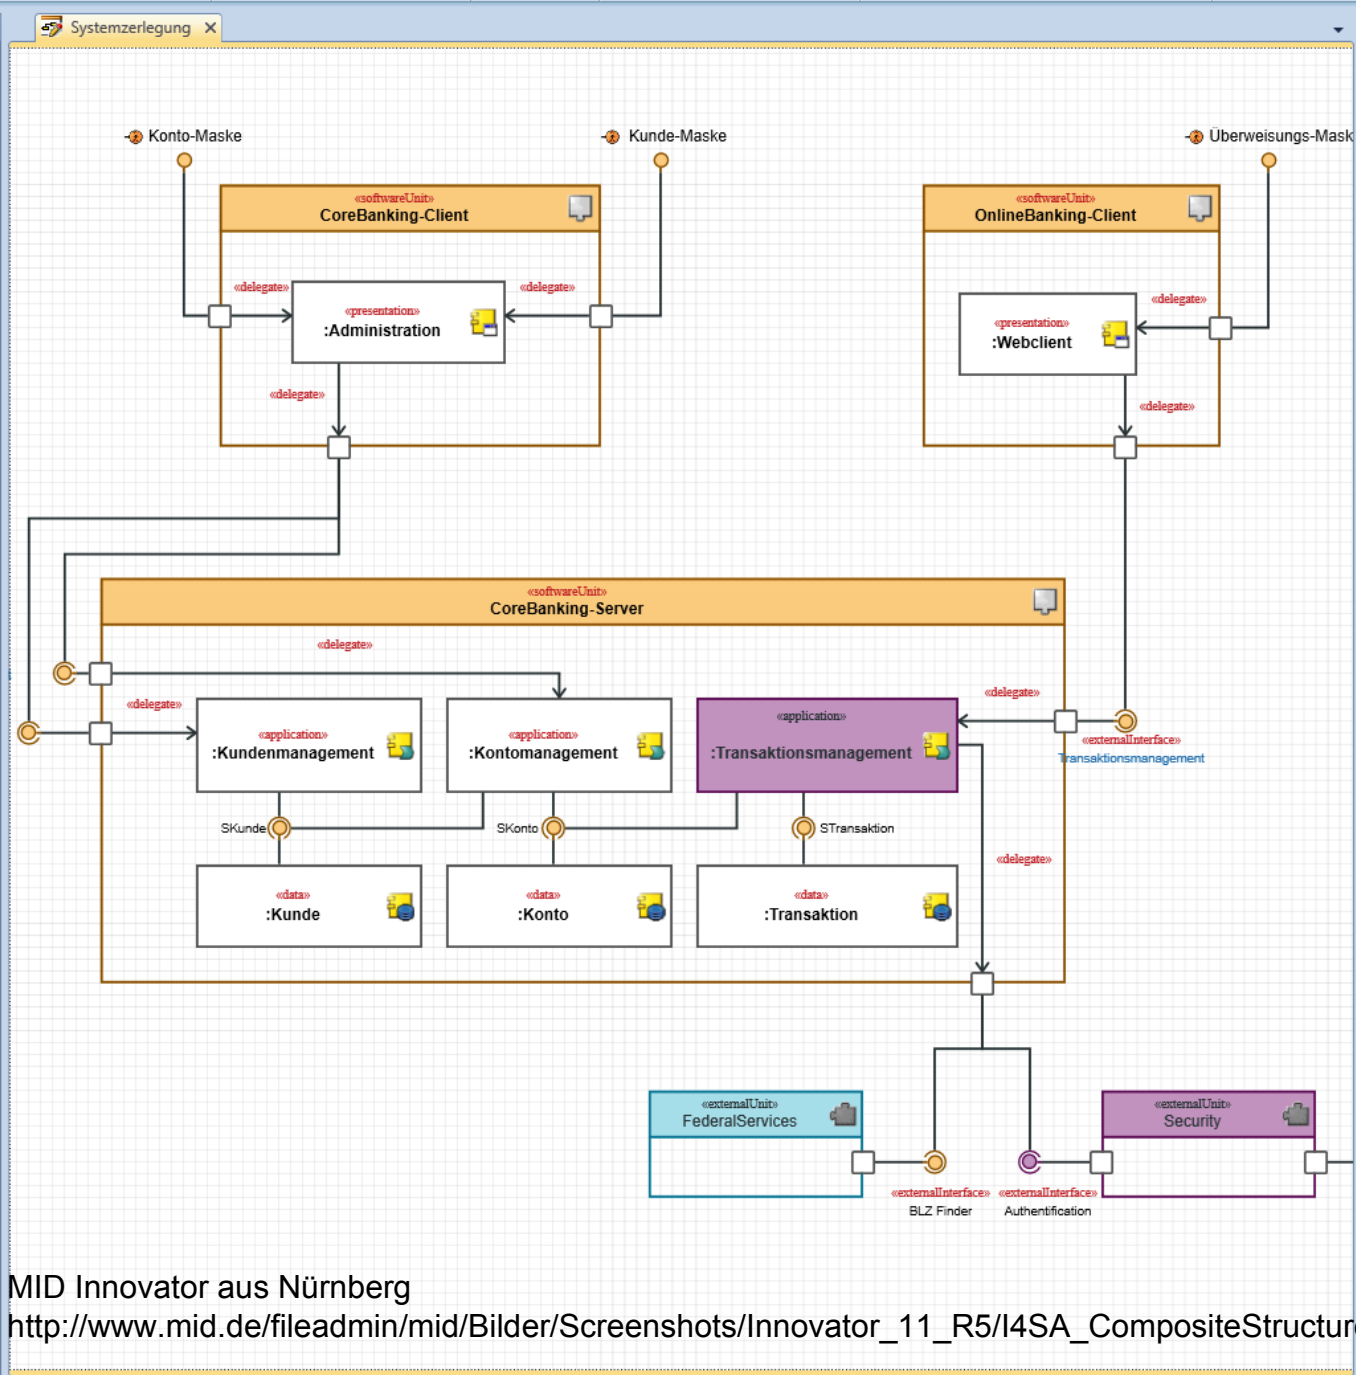 Systemzerlegung
Konto-Maske
Kunde-Maske
Überweisungs-Mask
«softwareUnit»
CoreBanking-Client
«softwareUnit»
OnlineBanking-Client
«delegate»
«delegate»
«presentation»
:Administration
«delegate»
«presentation»
:Webclient
«delegate»
«delegate»
«softwareUnit»
CoreBanking-Server
«delegate»
«delegate»
«delegate»
«application»
:Kundenmanagement
«application»
:Kontomanagement
«application»
:Transaktionsmanagement
«externalInterface»
Transaktionsmanagement
SKunde
SKonto
STransaktion
«delegate»
«data»
:Kunde
«data»
:Konto
«data»
:Transaktion
«externalUnit»
FederalServices
«externalUnit»
Security
«externalInterface»
BLZ Finder
«externalInterface»
Authentification
MID Innovator aus Nürnberg
http://www.mid.de/fileadmin/mid/Bilder/Screenshots/Innovator_11_R5/I4SA_CompositeStructur